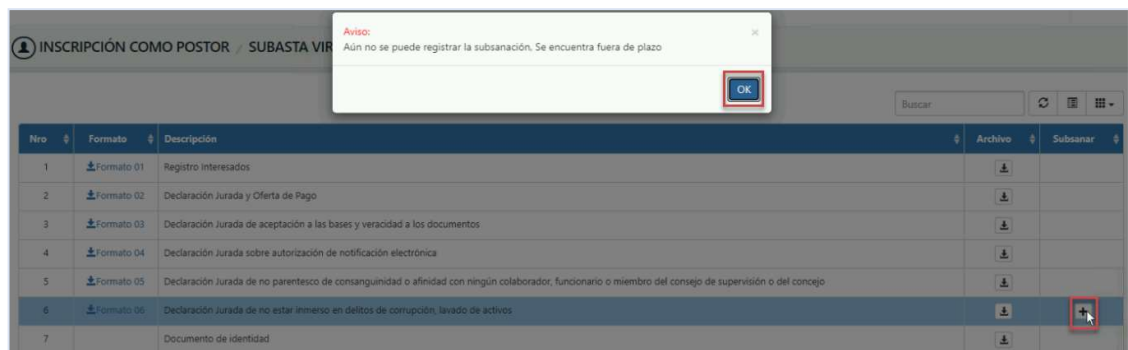 INSCRIPCIÓN COMO POSTOR / SUBASTA VIR
Aviso:
Aún no se puede registrar la subsanación. Se encuentra fuera de plazo
×
OK
Buscar
Nro Formato Descripción Archivo Subsanar
1 Formato 01 Registro Interesados
2 Formato 02 Declaración Jurada y Oferta de Pago
3 Formato 03 Declaración Jurada de aceptación a las bases y veracidad a los documentos
4 Formato 04 Declaración Jurada sobre autorización de notificación electrónica
5 Formato 05 Declaración Jurada de no parentesco de consanguinidad o afinidad con ningún colaborador, funcionario o miembro del consejo de supervisión o del concejo
6 Formato 06 Declaración Jurada de no estar inmerso en delitos de corrupción, lavado de activos
7 Documento de identidad